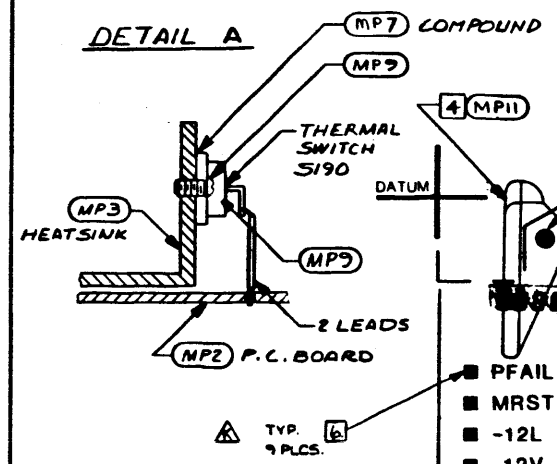 DETAIL A
MP7 COMPOUND
MP9
4 MP11
THERMAL
SWITCH
S190
DATUM
MP3
HEATSINK
MP9
2 LEADS
MP2 P.C. BOARD
PFAIL
MRST
TYP. 6
9 PLCS.
-12L
-12V